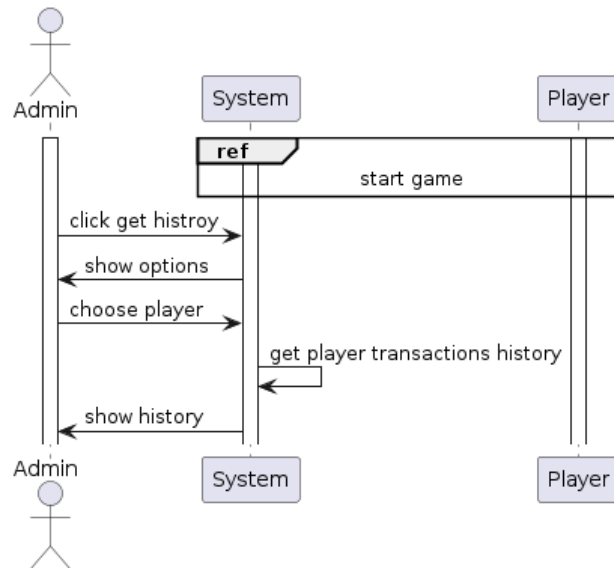 Admin
System
Player
ref
start game
click get histroy
show options
choose player
get player transactions history
show history
Admin
System
Player